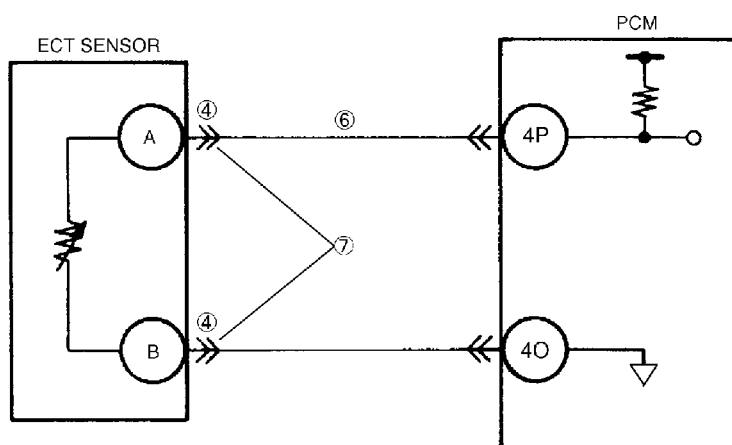 PCM
ECT SENSOR
④ ⑥
A 4P
⑦
④
B 4O